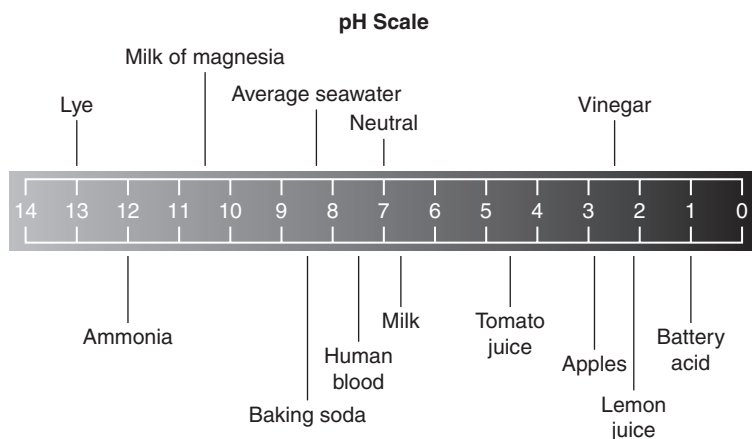 pH Scale
Milk of magnesia
Lye
Average seawater
Neutral
Vinegar
14 13 12 11 10 9 8 7 6 5 4 3 2 1 0
Ammonia
Baking soda
Human
blood
Milk
Tomato
juice
Apples
Lemon
juice
Battery
acid